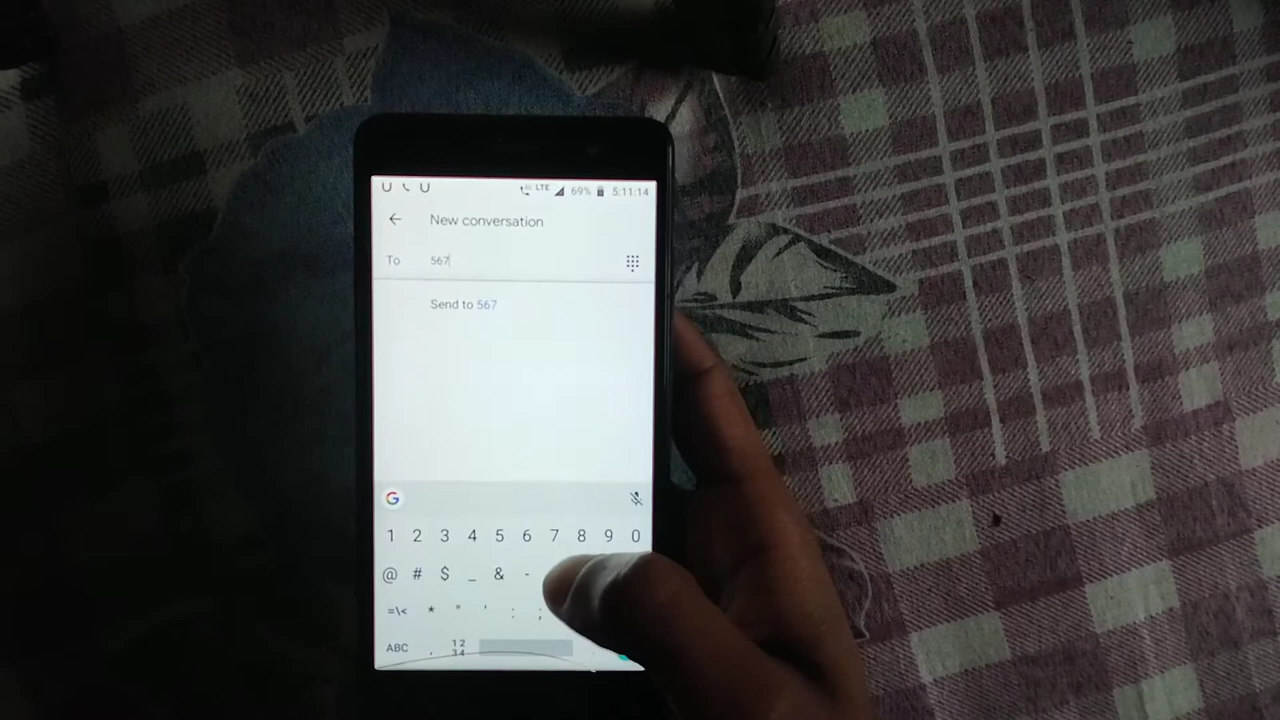 LTE 69% 5:11:14
New conversation
To 567
Send to 567
G
1 2 3 4 5 6 7 8 9 0
@ # $ _ & -
=\< * " ' : ;
ABC , 12 34